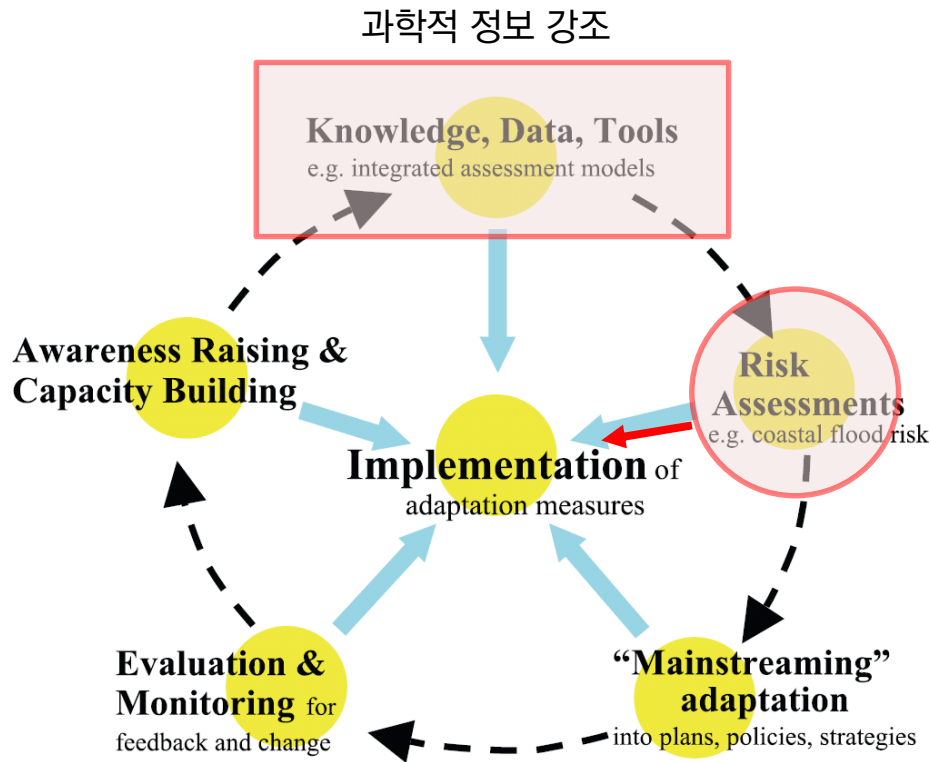 과학적 정보 강조
Knowledge, Data, Tools
e.g. integrated assessment models
Awareness Raising &
Capacity Building
Risk
Assessments
e.g. coastal flood risk
Implementation of
adaptation measures
Evaluation &
Monitoring for
feedback and change
“Mainstreaming”
adaptation
into plans, policies, strategies